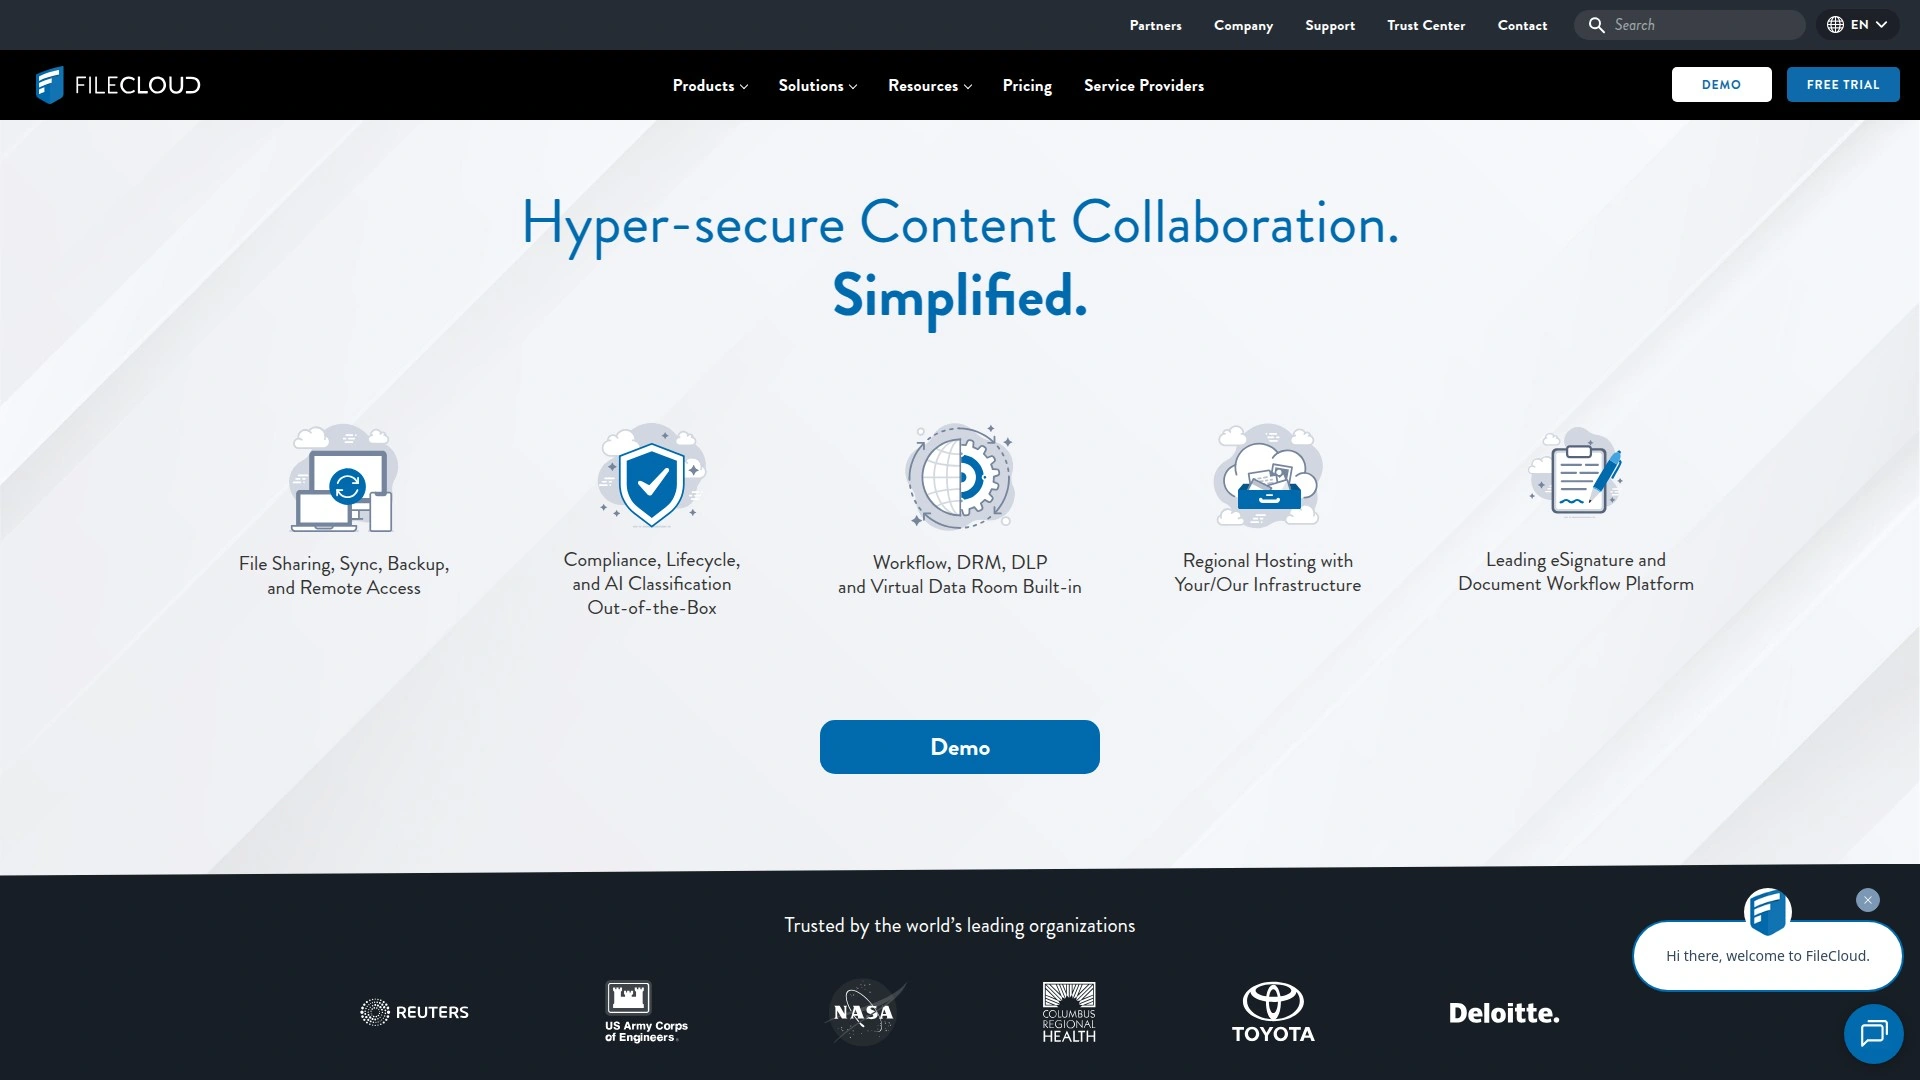 Partners Company Support Trust Center Contact Search EN
FILECLOUD Products Solutions Resources Pricing Service Providers DEMO FREE TRIAL
Hyper-secure Content Collaboration.
Simplified.
File Sharing, Sync, Backup,
and Remote Access
Compliance, Lifecycle,
and AI Classification
Out-of-the-Box
Workflow, DRM, DLP
and Virtual Data Room Built-in
Regional Hosting with
Your/Our Infrastructure
Leading eSignature and
Document Workflow Platform
Demo
Trusted by the world's leading organizations
Hi there, welcome to FileCloud.
REUTERS
US Army Corps
of Engineers.
NASA
COLUMBUS
REGIONAL
HEALTH
TOYOTA
Deloitte.